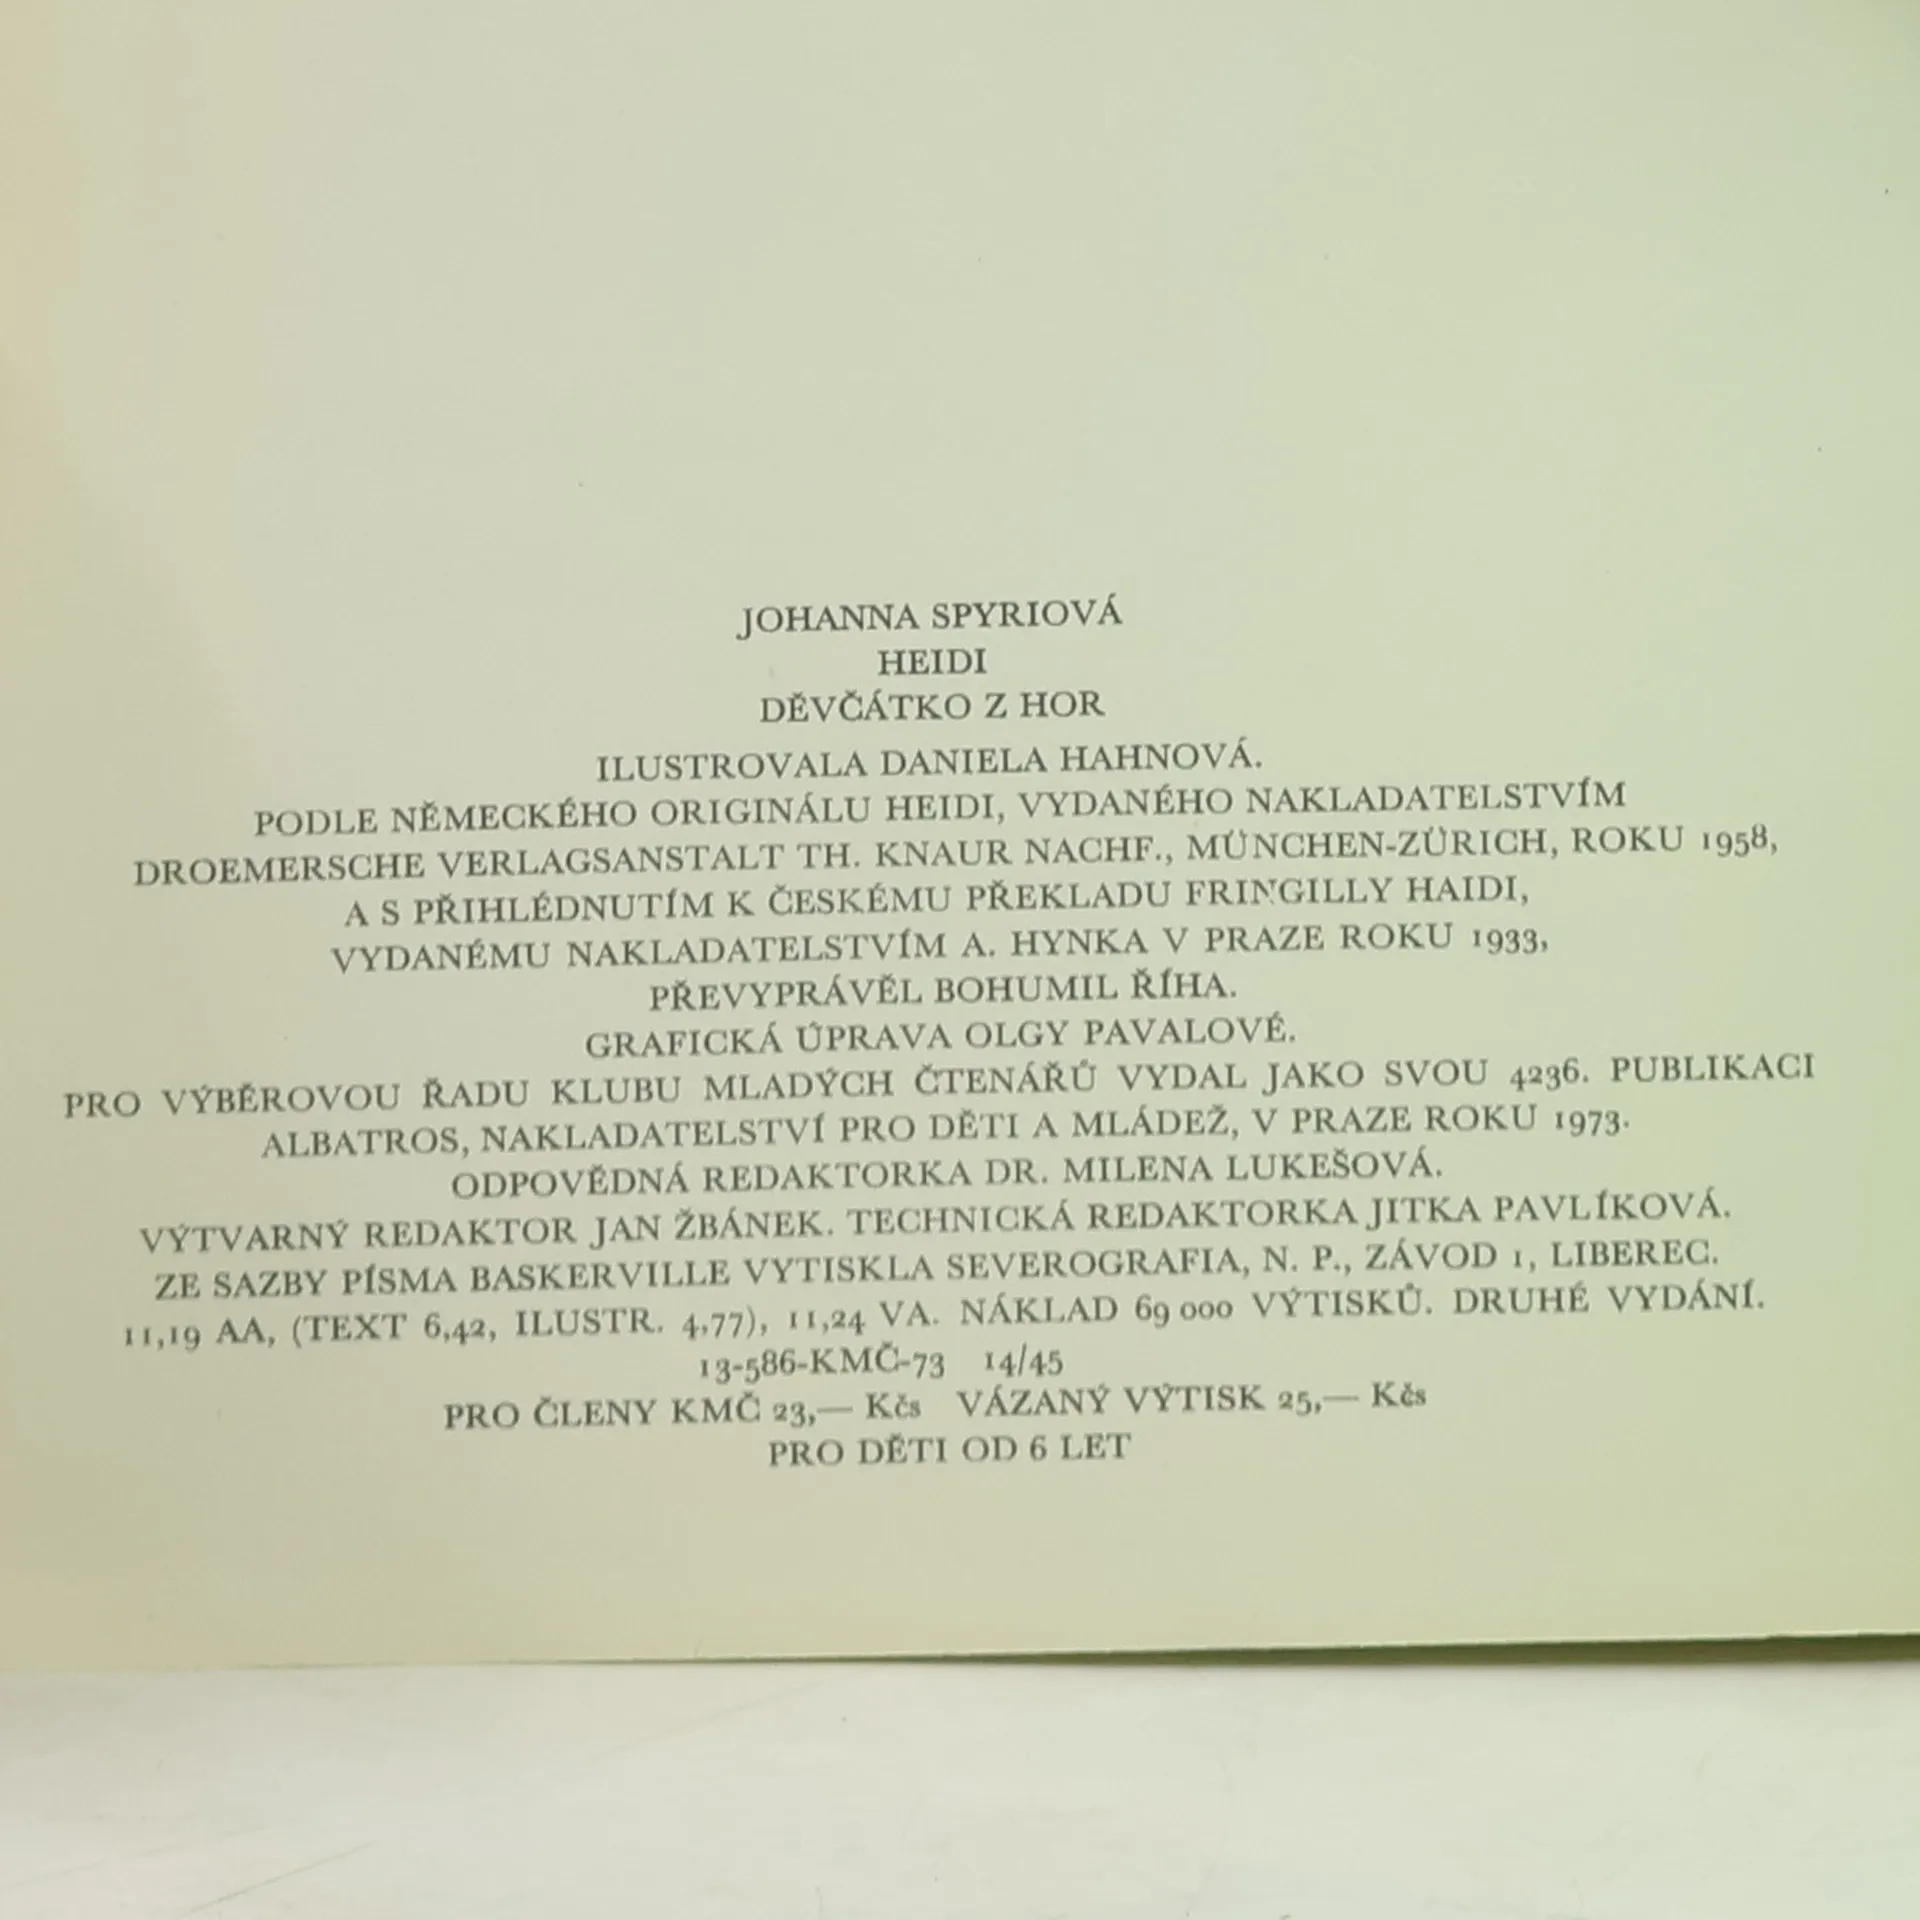 JOHANNA SPYRIOVÁ
HEIDI
DĚVČÁTKO Z HOR
ILUSTROVALA DANIELA HAHNOVÁ.
PODLE NĚMECKÉHO ORIGINÁLU HEIDI, VYDANÉHO NAKLADATELSTVÍM
DROEMERSCHE VERLAGSANSTALT TH. KNAUR NACHF., MÜNCHEN-ZÜRICH, ROKU 1958,
A S PŘIHLÉDNUTÍM K ČESKÉMU PŘEKLADU FRINGILLY HAIDI,
VYDANÉMU NAKLADATELSTVÍM A. HYNKA V PRAZE ROKU 1933,
PŘEVYPRÁVĚL BOHUMIL ŘÍHA.
GRAFICKÁ ÚPRAVA OLGY PAVALOVÉ.
PRO VÝBĚROVOU ŘADU KLUBU MLADÝCH ČTENÁŘŮ VYDAL JAKO SVOU 4236. PUBLIKACI
ALBATROS, NAKLADATELSTVÍ PRO DĚTI A MLÁDEŽ, V PRAZE ROKU 1973.
ODPOVĚDNÁ REDAKTORKA DR. MILENA LUKEŠOVÁ.
VÝTVARNÝ REDAKTOR JAN ŽBÁNEK. TECHNICKÁ REDAKTORKA JITKA PAVLÍKOVÁ.
ZE SAZBY PÍSMA BASKERVILLE VYTISKLA SEVEROGRAFIA, N. P., ZÁVOD 1, LIBEREC.
11,19 AA, (TEXT 6,42, ILUSTR. 4,77), 11,24 VA. NÁKLAD 69 000 VÝTISKŮ. DRUHÉ VYDÁNÍ.
13-586-KMČ-73 14/45
PRO ČLENY KMČ 23,— Kčs VÁZANÝ VÝTISK 25,— Kčs
PRO DĚTI OD 6 LET